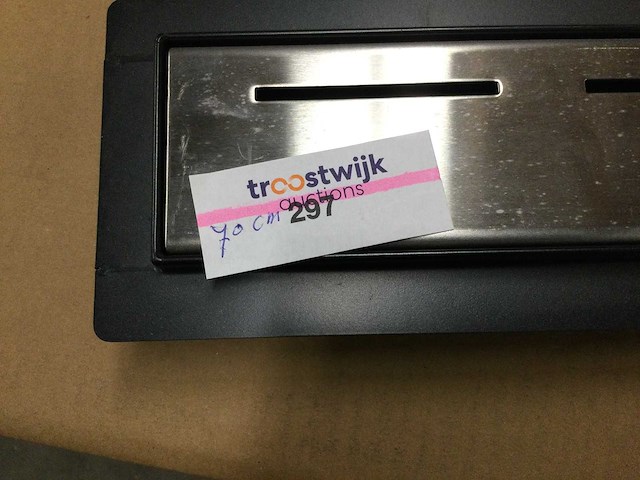 troostwijk
auctions
297
70 cm